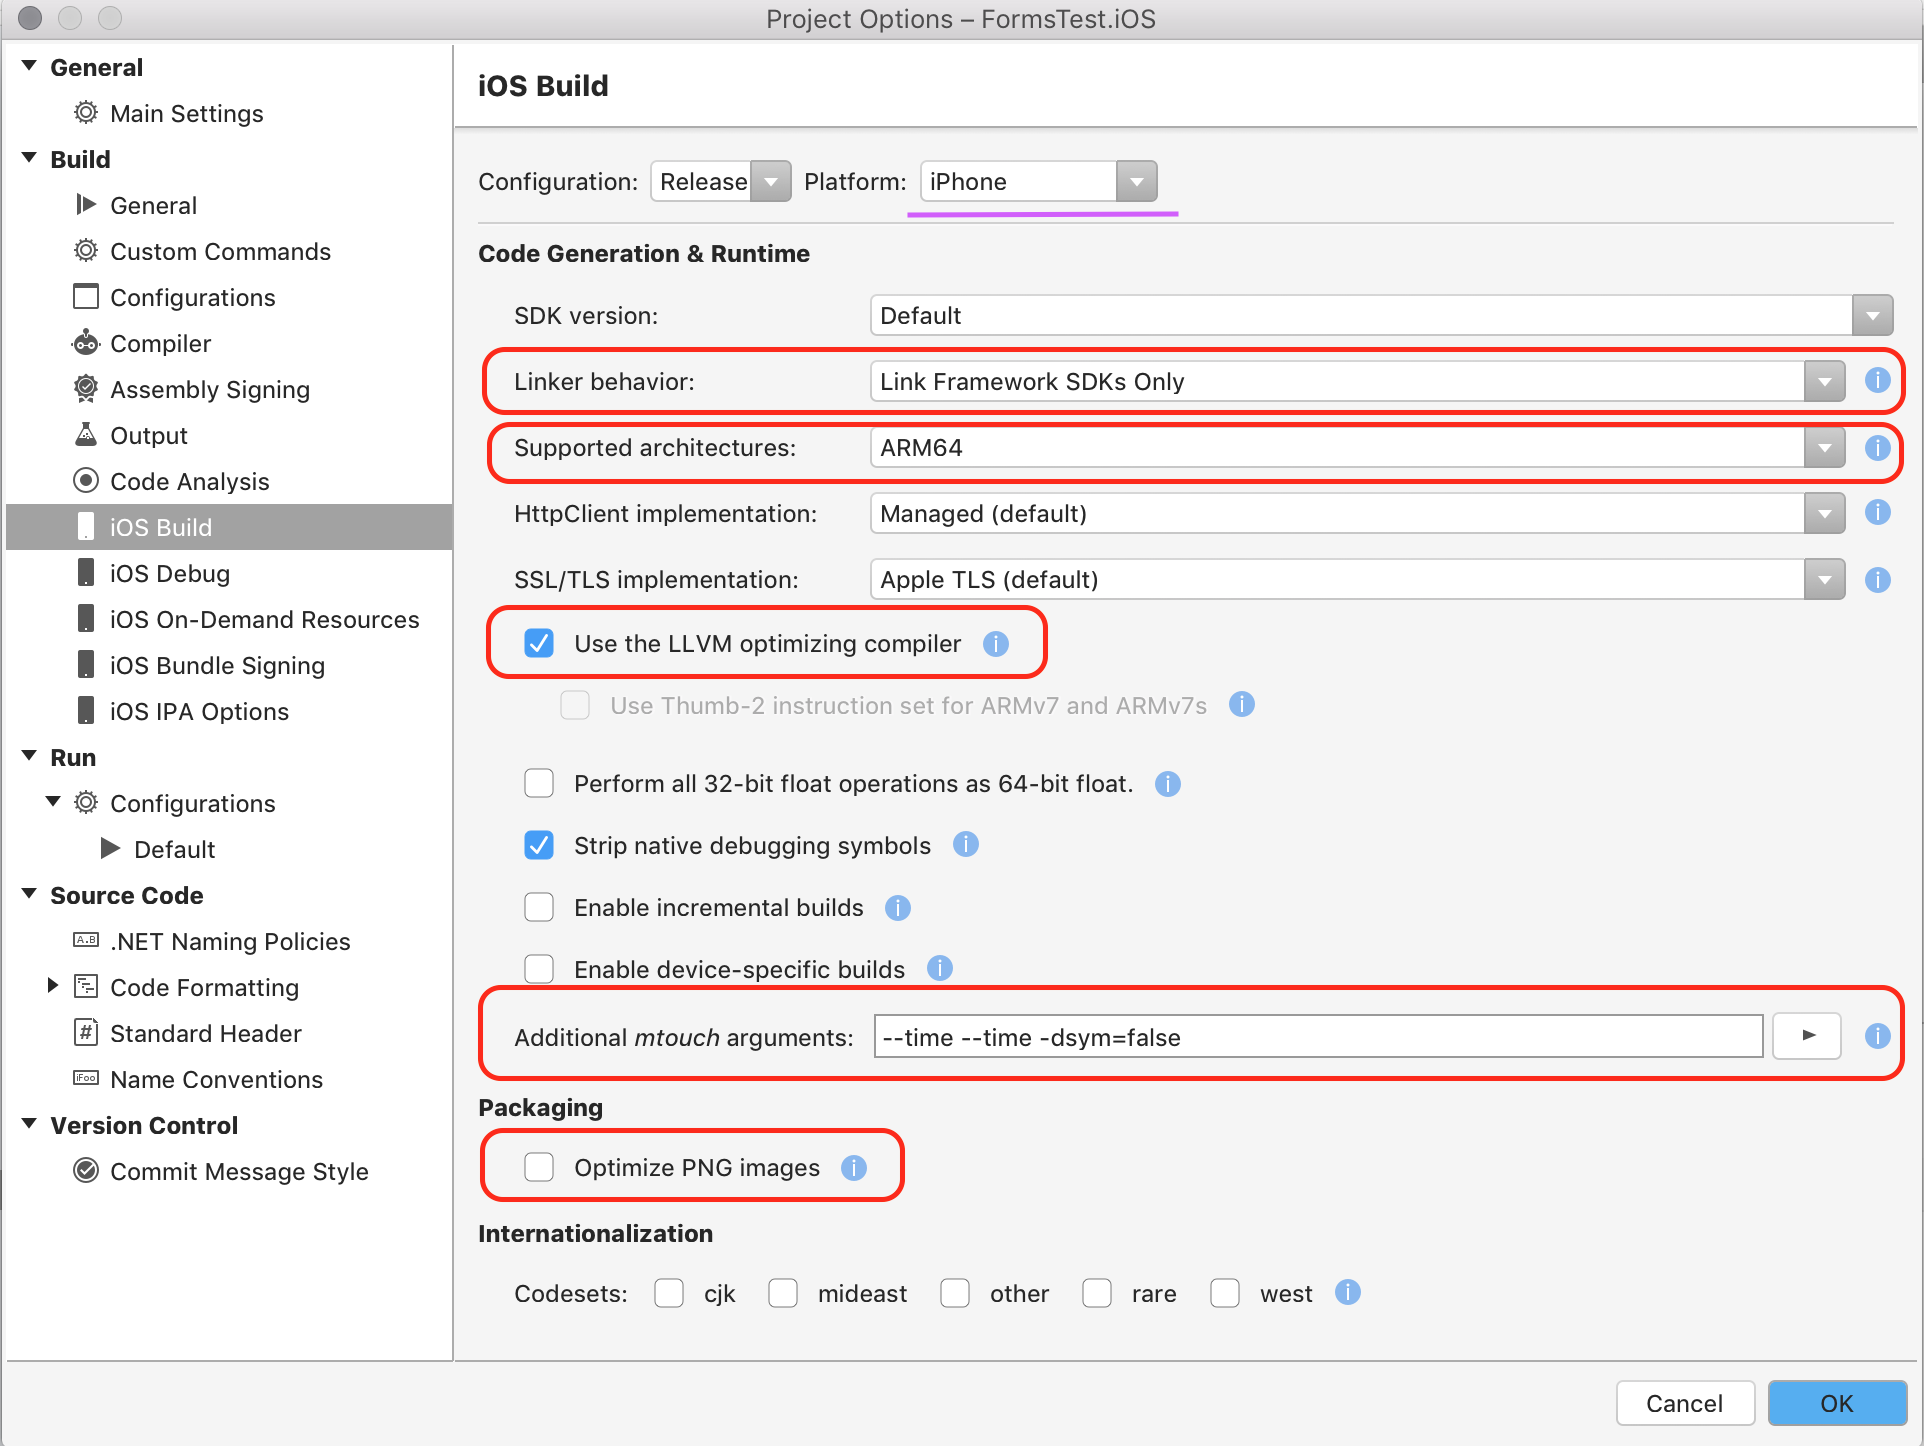 Project Options – FormsTest.iOS
General
Main Settings
Build
General
Custom Commands
Configurations
Compiler
Assembly Signing
Output
Code Analysis
iOS Build
iOS Debug
iOS On-Demand Resources
iOS Bundle Signing
iOS IPA Options
Run
Configurations
Default
Source Code
.NET Naming Policies
Code Formatting
Standard Header
Name Conventions
Version Control
Commit Message Style
iOS Build
Configuration: Release Platform: iPhone
Code Generation & Runtime
SDK version: Default
Linker behavior: Link Framework SDKs Only
Supported architectures: ARM64
HttpClient implementation: Managed (default)
SSL/TLS implementation: Apple TLS (default)
Use the LLVM optimizing compiler
Use Thumb-2 instruction set for ARMv7 and ARMv7s
Perform all 32-bit float operations as 64-bit float.
Strip native debugging symbols
Enable incremental builds
Enable device-specific builds
Additional mtouch arguments: --time --time -dsym=false
Packaging
Optimize PNG images
Internationalization
Codesets: cjk mideast other rare west
Cancel OK